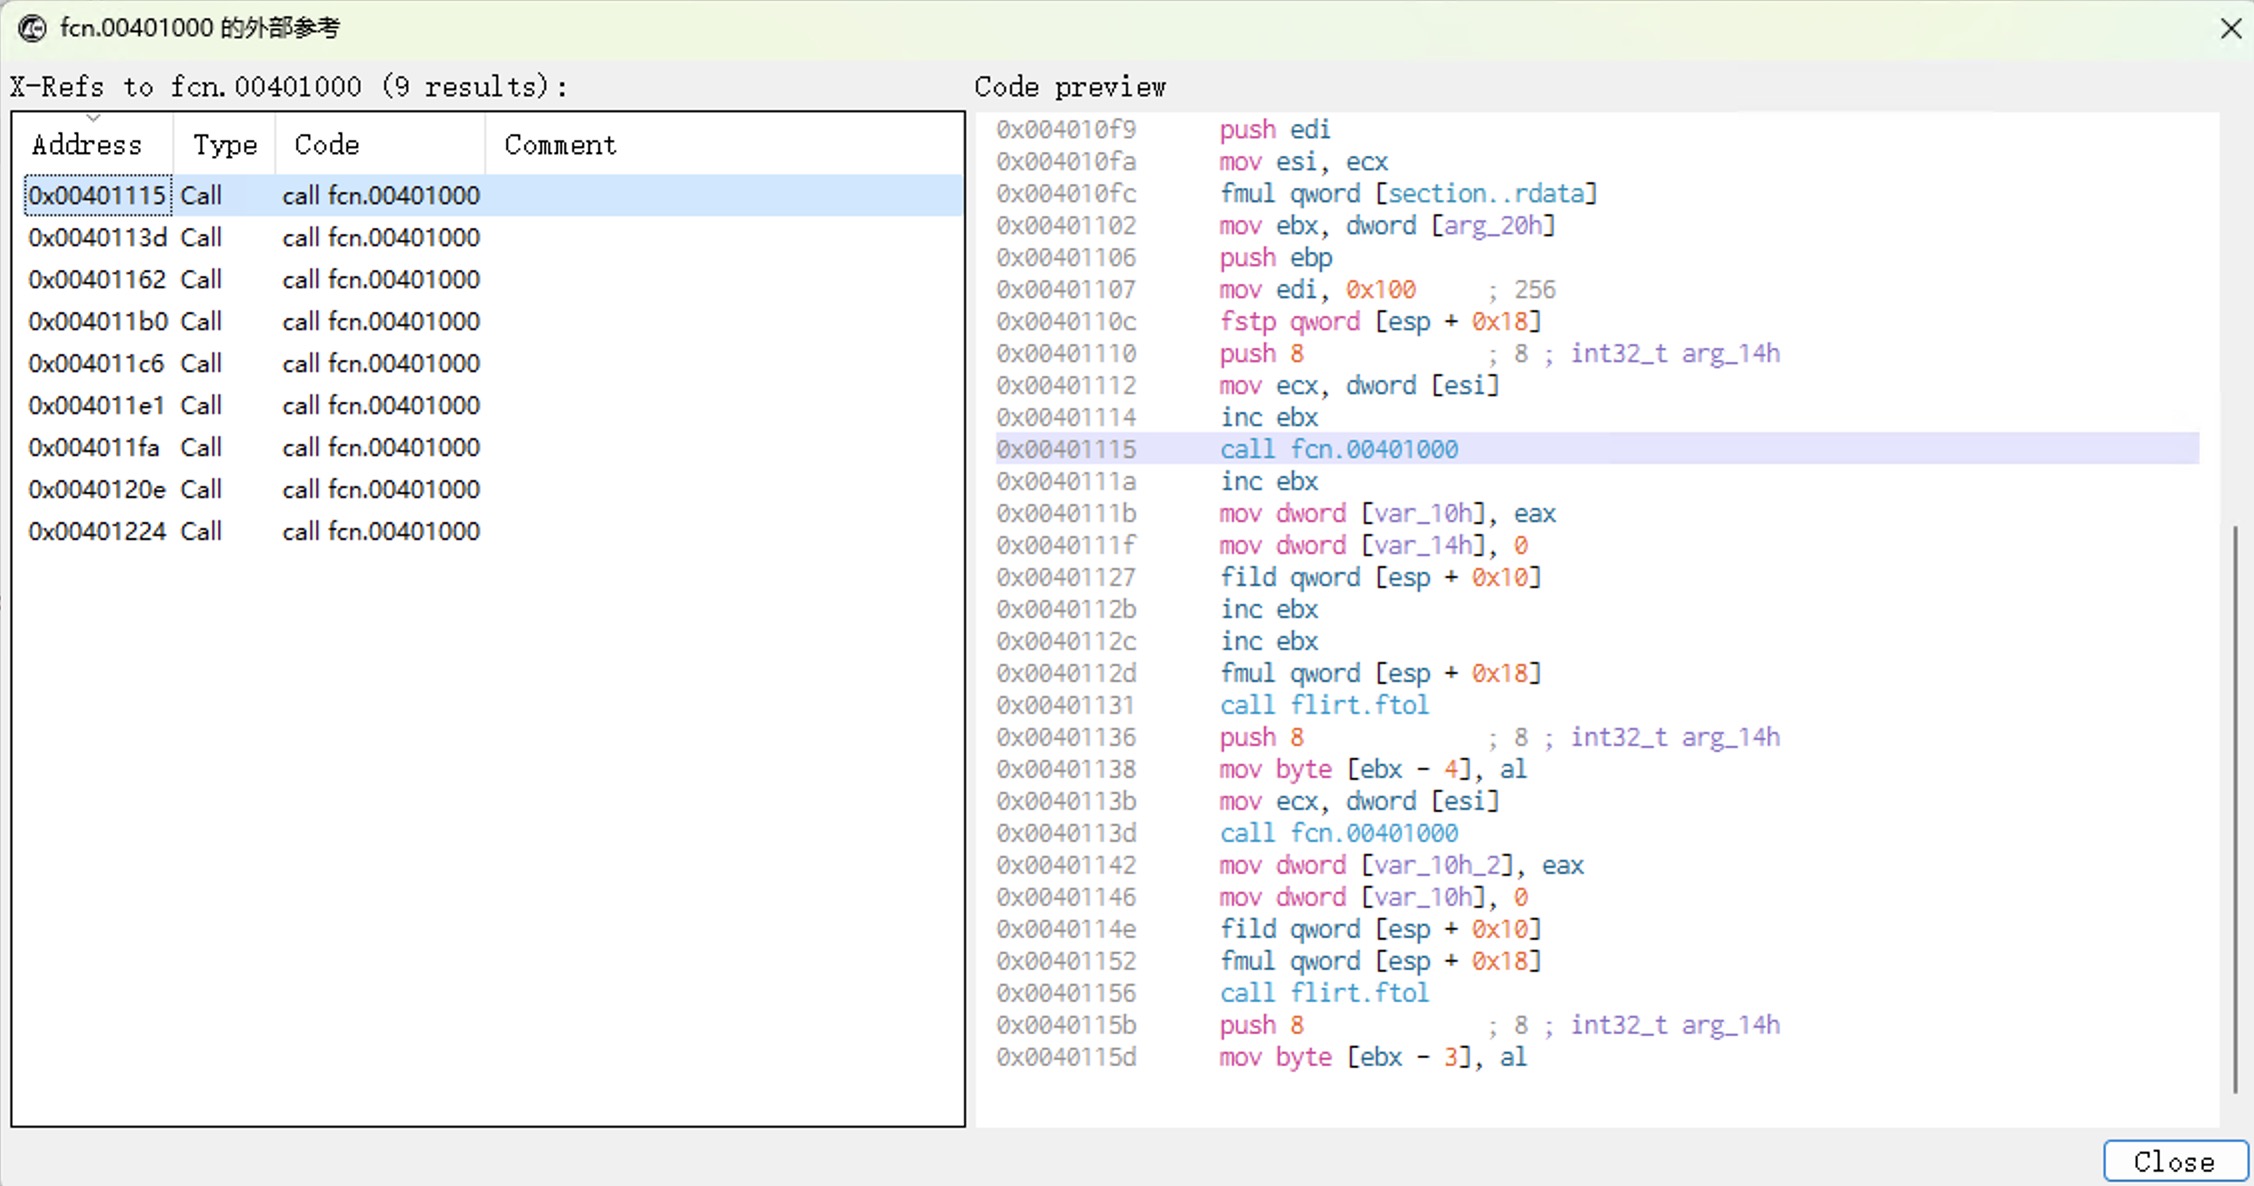 fcn.00401000 的外部参考
X-Refs to fcn.00401000 (9 results):
Address Type Code Comment
0x00401115 Call call fcn.00401000
0x0040113d Call call fcn.00401000
0x00401162 Call call fcn.00401000
0x004011b0 Call call fcn.00401000
0x004011c6 Call call fcn.00401000
0x004011e1 Call call fcn.00401000
0x004011fa Call call fcn.00401000
0x0040120e Call call fcn.00401000
0x00401224 Call call fcn.00401000
Code preview
0x004010f9 push edi
0x004010fa mov esi, ecx
0x004010fc fmul qword [section..rdata]
0x00401102 mov ebx, dword [arg_20h]
0x00401106 push ebp
0x00401107 mov edi, 0x100 ; 256
0x0040110c fstp qword [esp + 0x18]
0x00401110 push 8 ; 8 ; int32_t arg_14h
0x00401112 mov ecx, dword [esi]
0x00401114 inc ebx
0x00401115 call fcn.00401000
0x0040111a inc ebx
0x0040111b mov dword [var_10h], eax
0x0040111f mov dword [var_14h], 0
0x00401127 fild qword [esp + 0x10]
0x0040112b inc ebx
0x0040112c inc ebx
0x0040112d fmul qword [esp + 0x18]
0x00401131 call flirt.ftol
0x00401136 push 8 ; 8 ; int32_t arg_14h
0x00401138 mov byte [ebx - 4], al
0x0040113b mov ecx, dword [esi]
0x0040113d call fcn.00401000
0x00401142 mov dword [var_10h_2], eax
0x00401146 mov dword [var_10h], 0
0x0040114e fild qword [esp + 0x10]
0x00401152 fmul qword [esp + 0x18]
0x00401156 call flirt.ftol
0x0040115b push 8 ; 8 ; int32_t arg_14h
0x0040115d mov byte [ebx - 3], al
Close